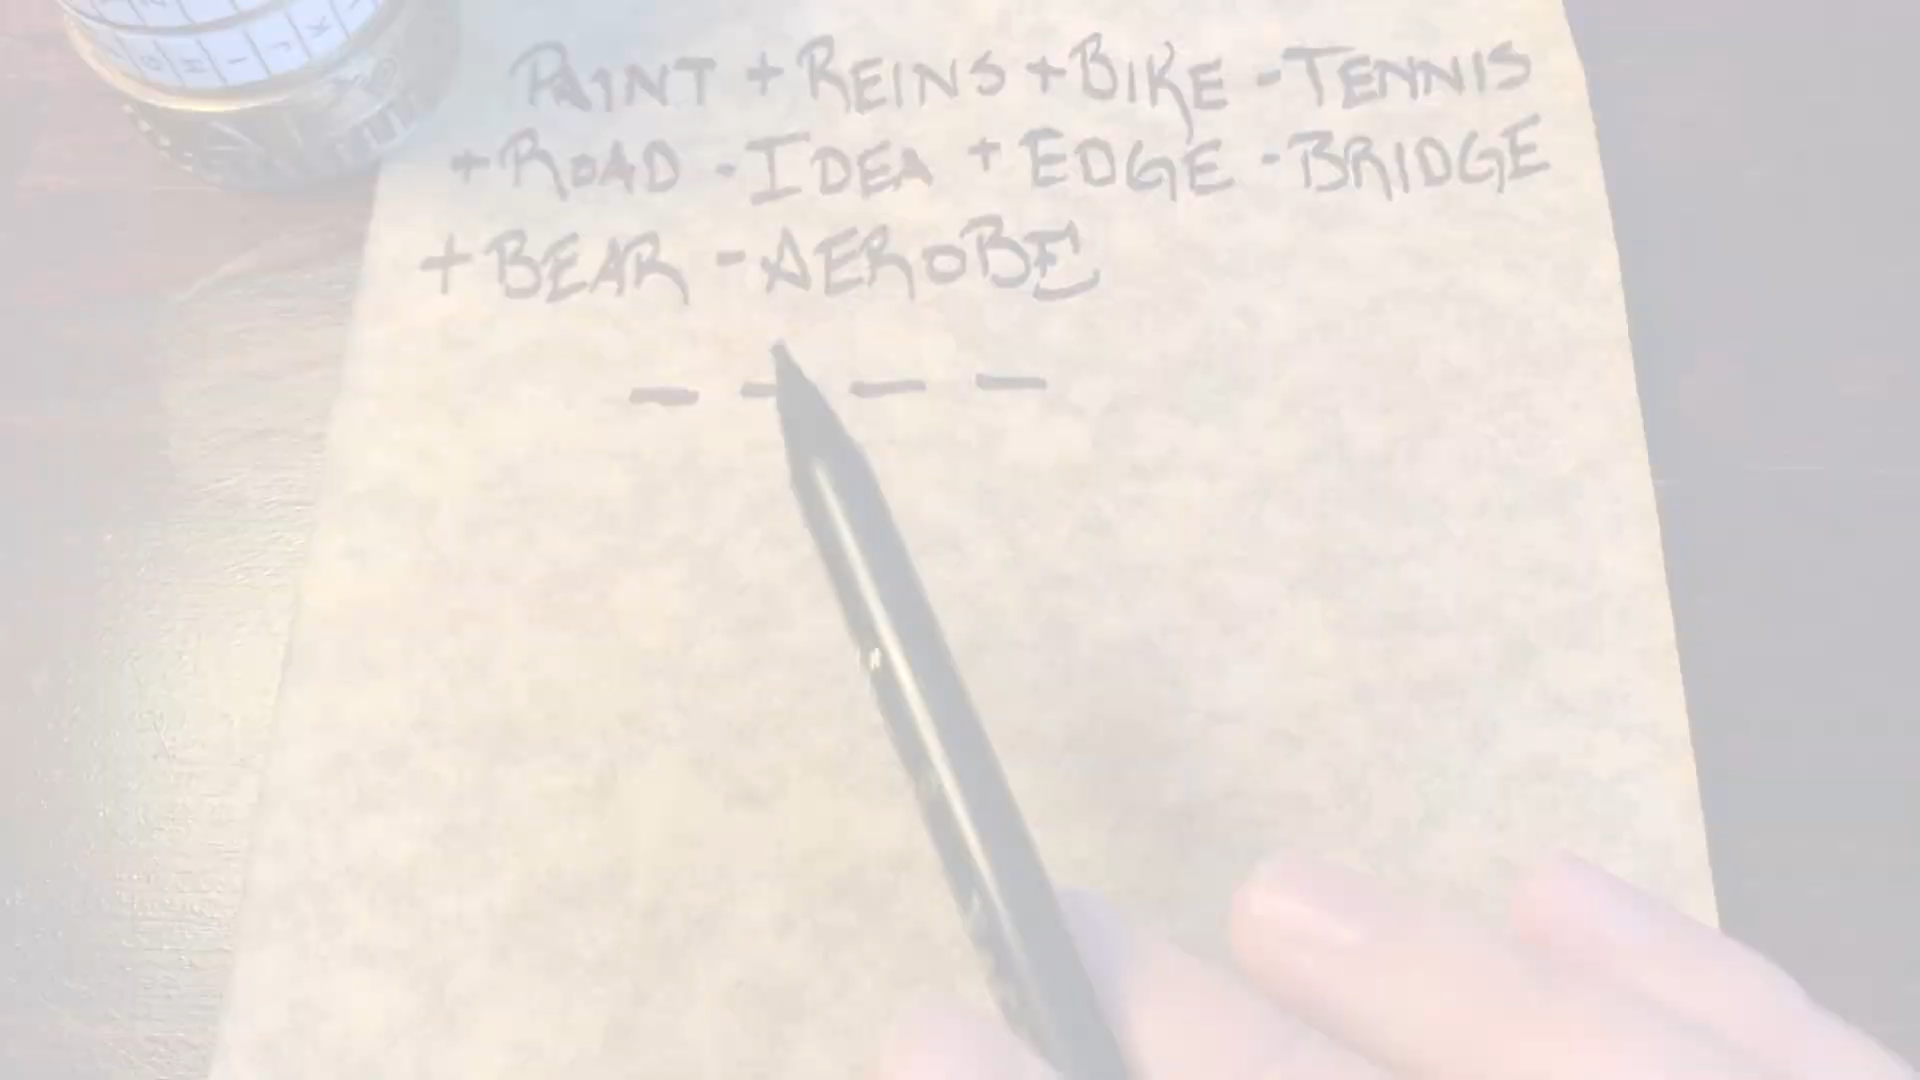 PAINT + REINS + BIKE - TENNIS
+ ROAD - IDEA + EDGE - BRIDGE
+ BEAR - AEROBE